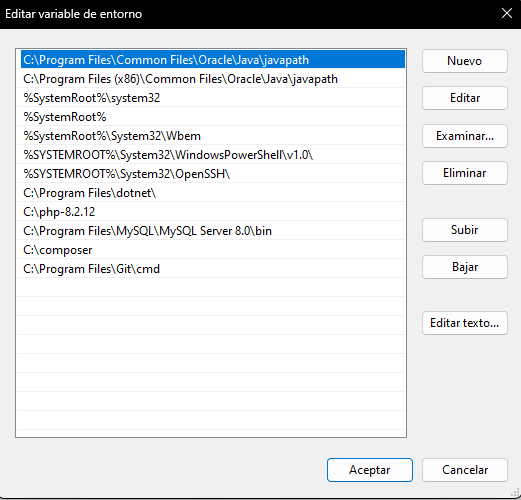 Editar variable de entorno
C:\Program Files\Common Files\Oracle\Java\javapath
C:\Program Files (x86)\Common Files\Oracle\Java\javapath
%SystemRoot%\system32
%SystemRoot%
%SystemRoot%\System32\Wbem
%SYSTEMROOT%\System32\WindowsPowerShell\v1.0\
%SYSTEMROOT%\System32\OpenSSH\
C:\Program Files\dotnet\
C:\php-8.2.12
C:\Program Files\MySQL\MySQL Server 8.0\bin
C:\composer
C:\Program Files\Git\cmd
Nuevo
Editar
Examinar...
Eliminar
Subir
Bajar
Editar texto...
Aceptar
Cancelar